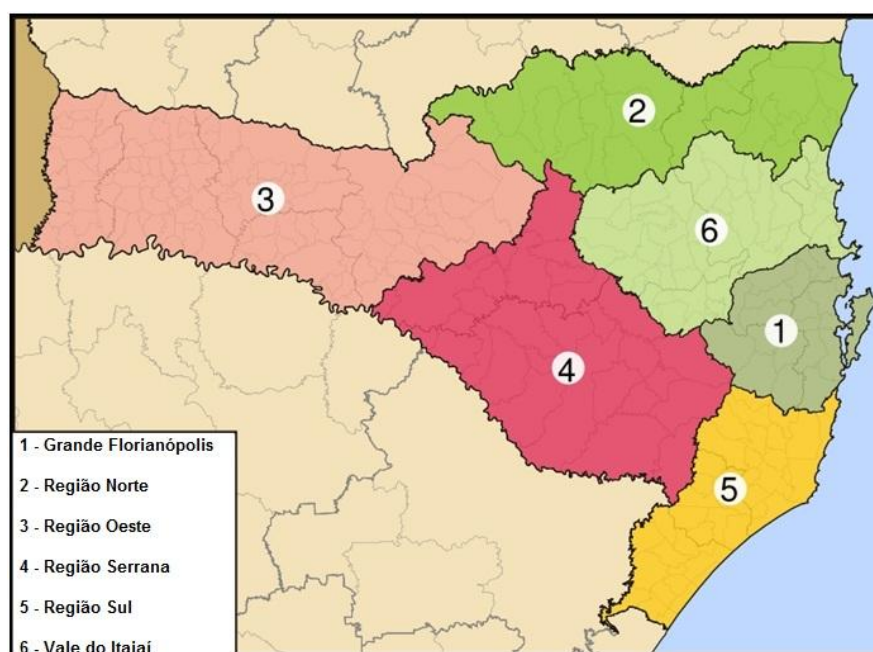 2
3
6
1
4
5
1 - Grande Florianópolis
2 - Região Norte
3 - Região Oeste
4 - Região Serrana
5 - Região Sul
6 - Vale do Itajaí